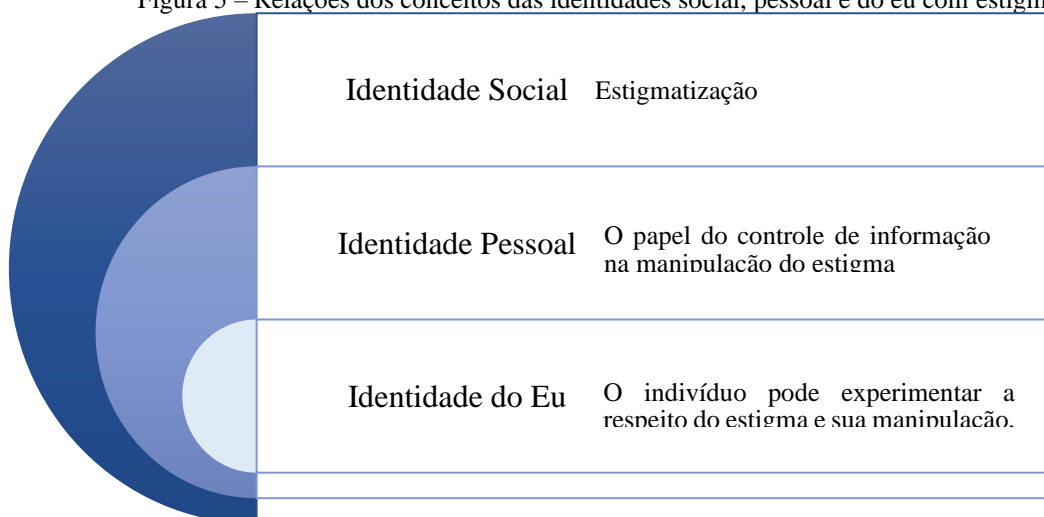 Figura 5 – Relações dos conceitos das identidades social, pessoal e do eu com
Identidade Social
Estigmatização
Identidade Pessoal
O papel do controle de informação
na manipulação do estigma
Identidade do Eu
O indivíduo pode experimentar a
respeito do estigma e sua manipulação.